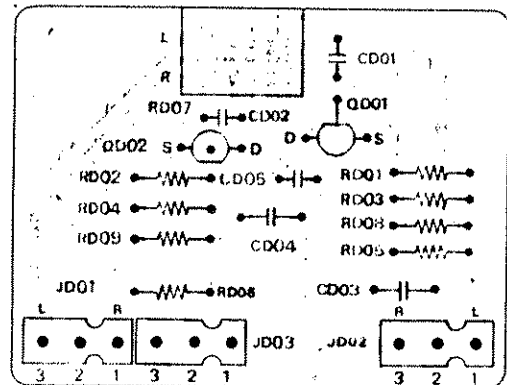 L
CD01
R
RD07 CD02 QD01
QD02 S D D S
RD02 CD05 RD01
RD04 RD03
RD09 CD04 RD08
RD05
JD01 RD06 CD03
L R JD03 JD02 R L
3 2 1 3 2 1 3 2 1